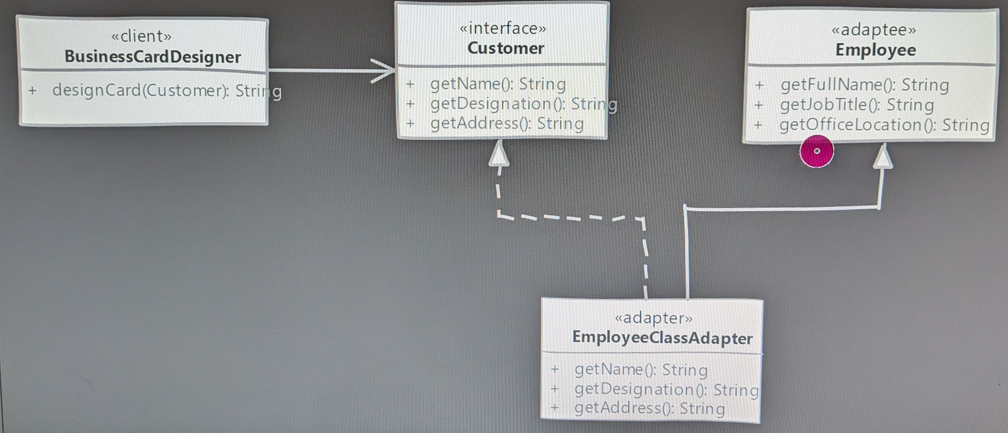 «client»
BusinessCardDesigner
+ designCard(Customer): String
«interface»
Customer
+ getName(): String
+ getDesignation(): String
+ getAddress(): String
«adaptee»
Employee
+ getFullName(): String
+ getJobTitle(): String
+ getOfficeLocation(): String
«adapter»
EmployeeClassAdapter
+ getName(): String
+ getDesignation(): String
+ getAddress(): String